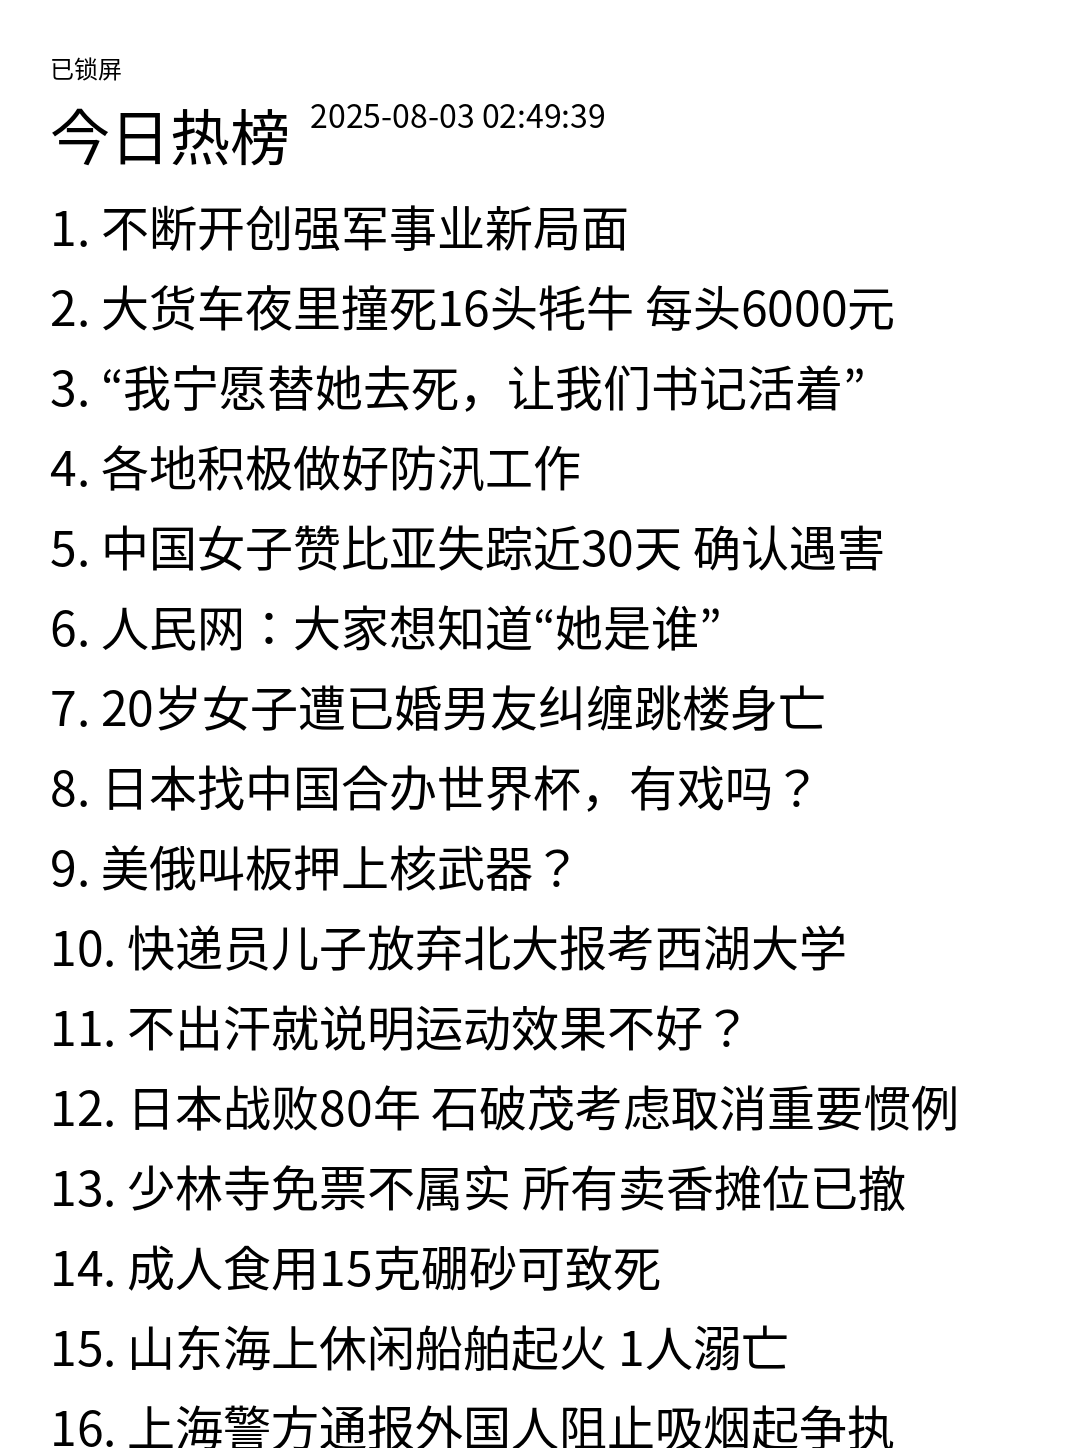 已锁屏
今日热榜 2025-08-03 02:49:39
1. 不断开创强军事业新局面
2. 大货车夜里撞死16头牦牛 每头6000元
3. “我宁愿替她去死，让我们书记活着”
4. 各地积极做好防汛工作
5. 中国女子赞比亚失踪近30天 确认遇害
6. 人民网：大家想知道“她是谁”
7. 20岁女子遭已婚男友纠缠跳楼身亡
8. 日本找中国合办世界杯，有戏吗？
9. 美俄叫板押上核武器？
10. 快递员儿子放弃北大报考西湖大学
11. 不出汗就说明运动效果不好？
12. 日本战败80年 石破茂考虑取消重要惯例
13. 少林寺免票不属实 所有卖香摊位已撤
14. 成人食用15克硼砂可致死
15. 山东海上休闲船舶起火 1人溺亡
16. 上海警方通报外国人阻止吸烟起争执